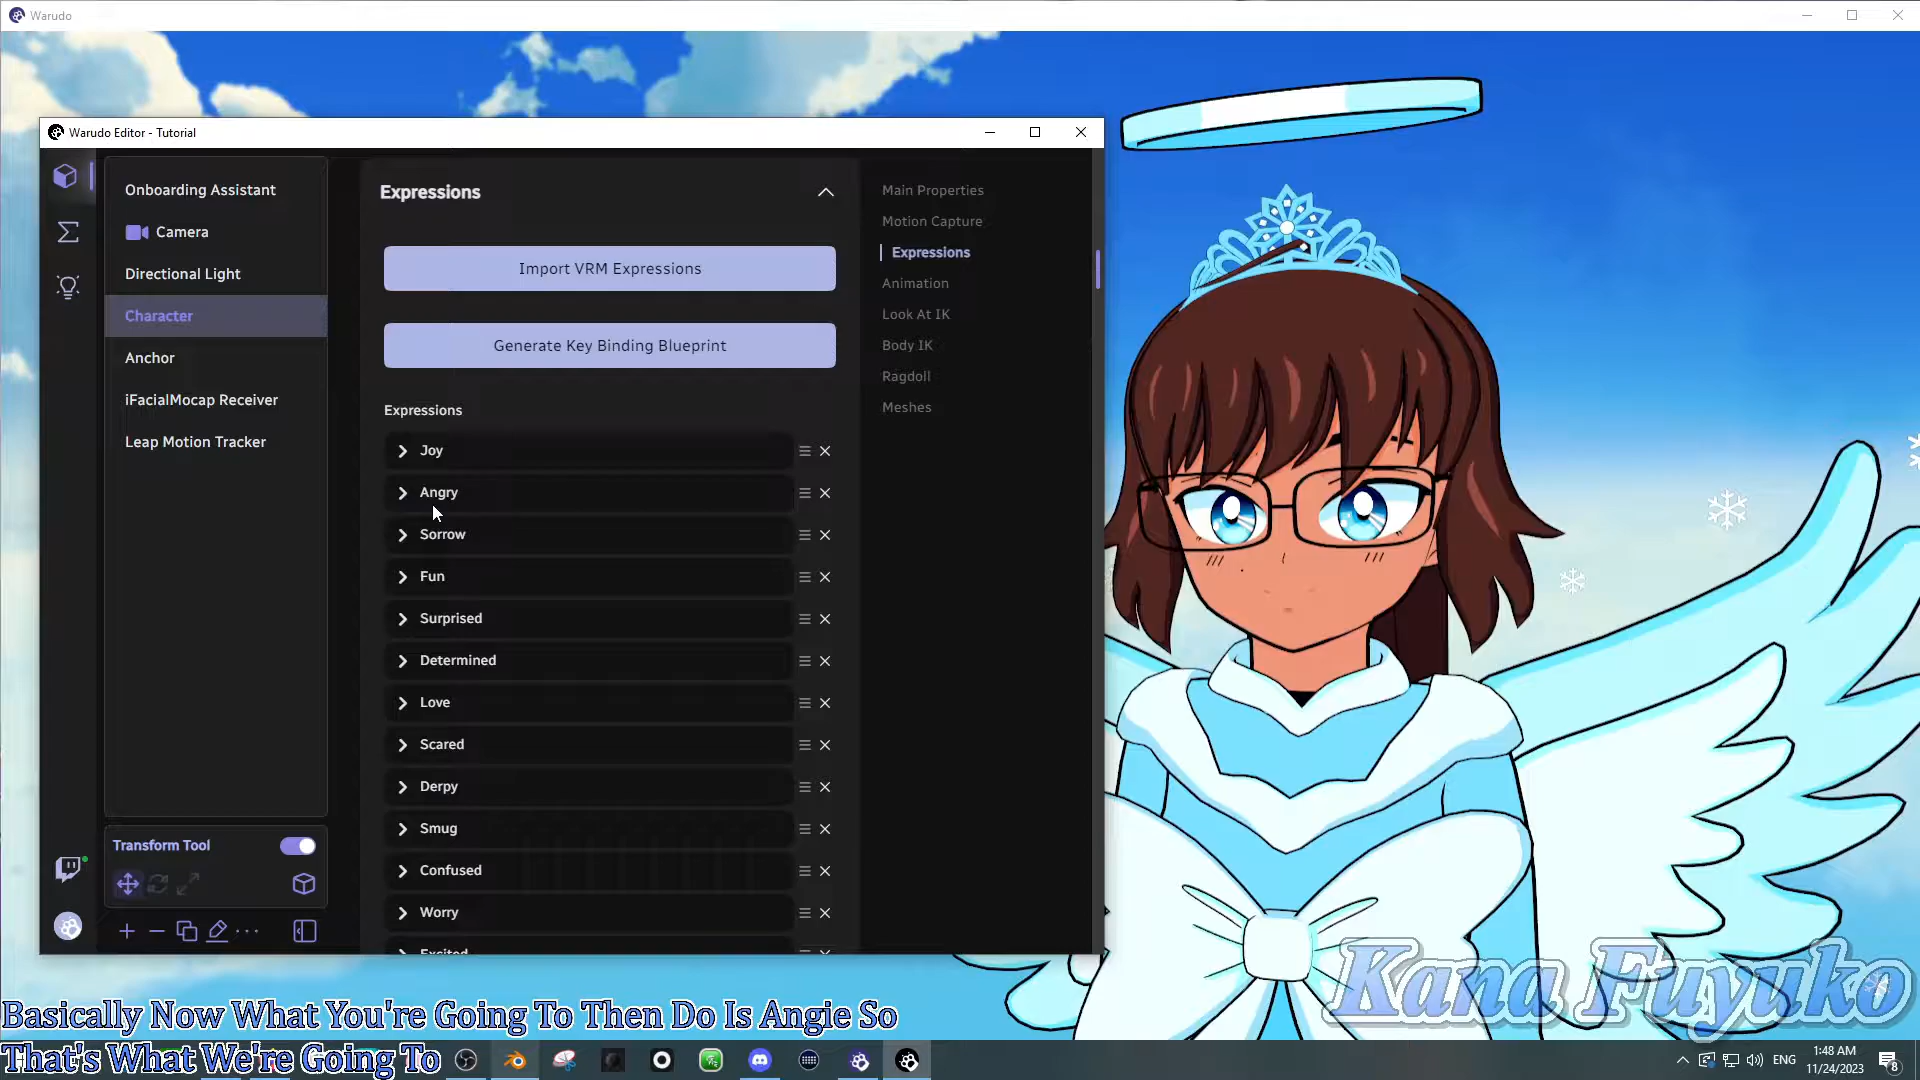 Warudo
Warudo Editor - Tutorial
Onboarding Assistant
Camera
Directional Light
Character
Anchor
iFacialMocap Receiver
Leap Motion Tracker
Transform Tool
Expressions
Import VRM Expressions
Generate Key Binding Blueprint
Expressions
Joy
Angry
Sorrow
Fun
Surprised
Determined
Love
Scared
Derpy
Smug
Confused
Worry
Excited
Main Properties
Motion Capture
Expressions
Animation
Look At IK
Body IK
Ragdoll
Meshes
Kana Fuyuko
Basically Now What You're Going To Then Do Is Angie So
That's What We're Going To
ENG
1:48 AM
11/24/2023
8